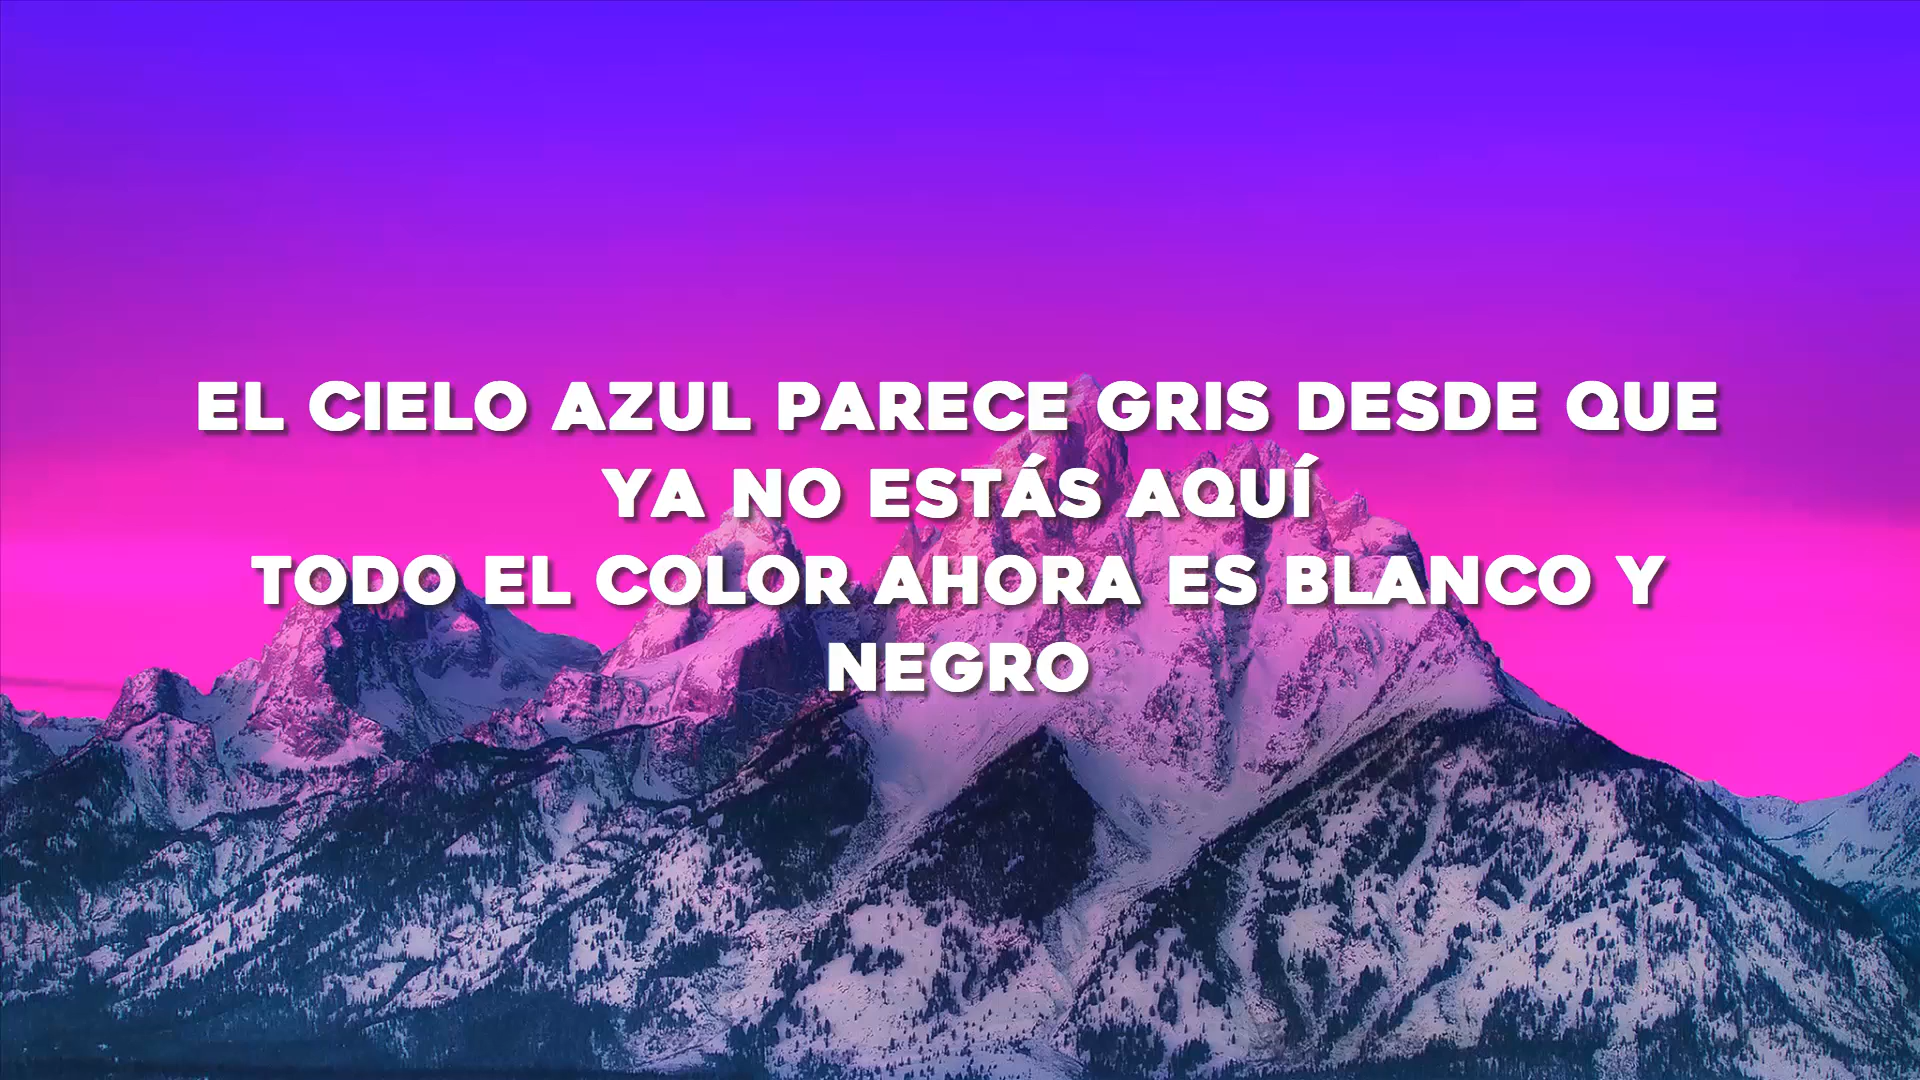 EL CIELO AZUL PARECE GRIS DESDE QUE
YA NO ESTÁS AQUÍ
TODO EL COLOR AHORA ES BLANCO Y
NEGRO